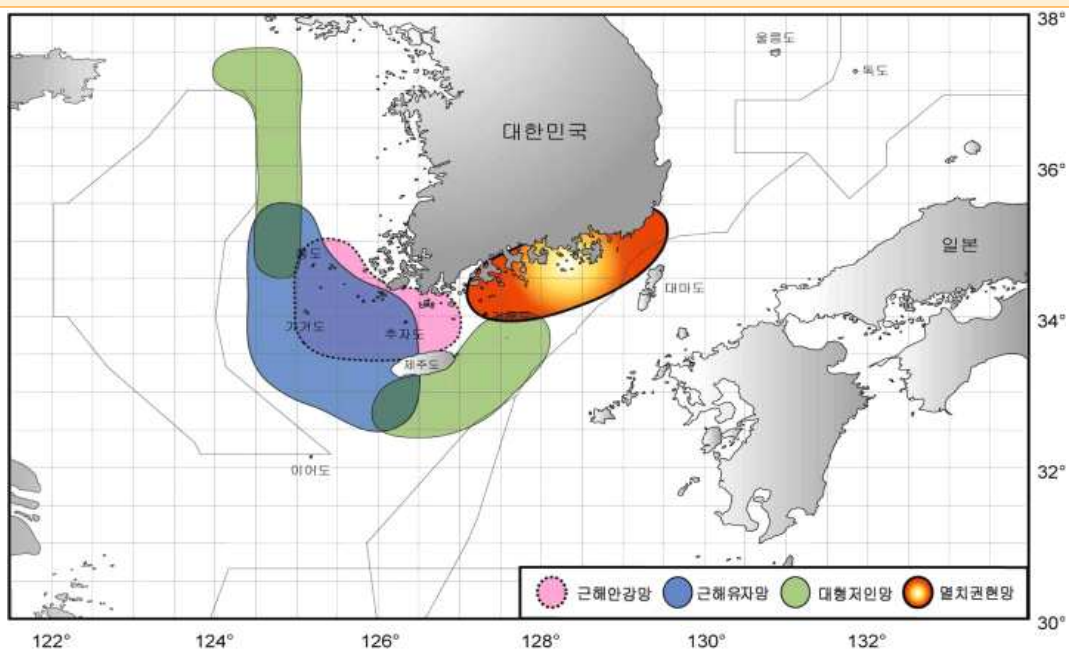 38°
울릉도
독도
대한민국
36°
일본
홍도
대마도
가거도
추자도
34°
제주도
이어도
32°
근해안강망
근해유자망
대형저인망
멸치권현망
30°
122°
124°
126°
128°
130°
132°